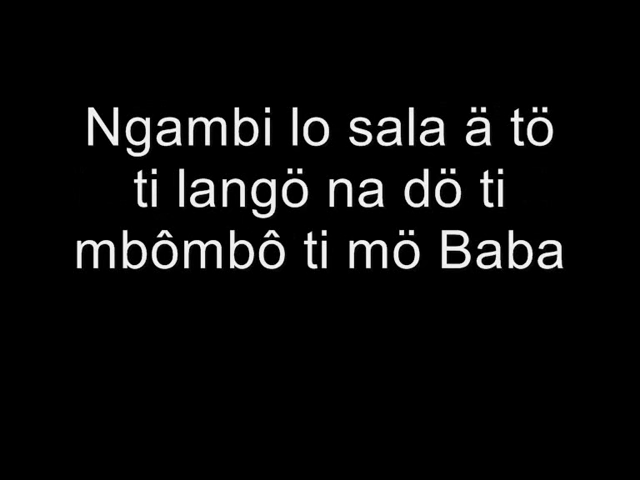 Ngambi lo sala ä tö
ti langö na dö ti
mbômbô ti mö Baba